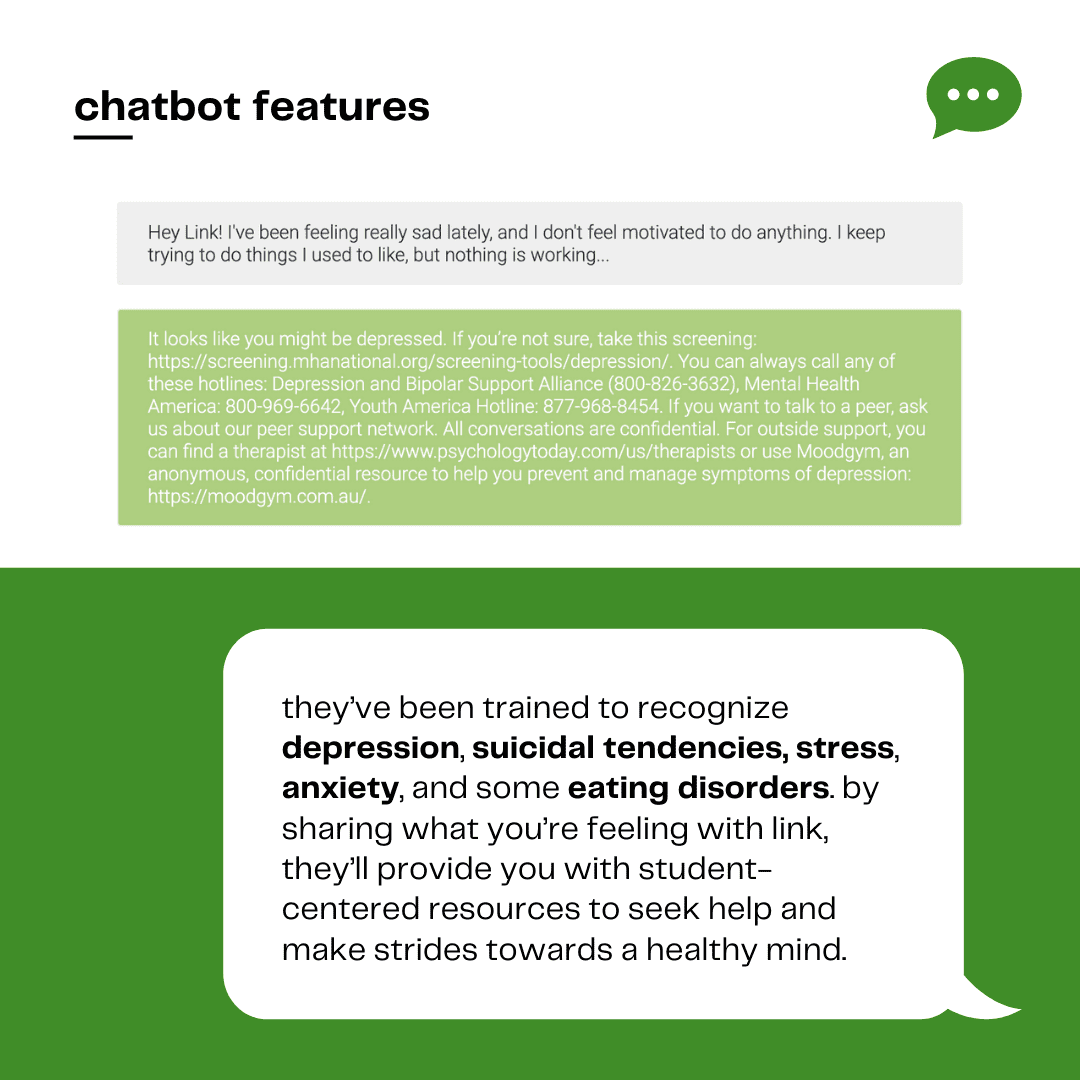 chatbot features
Hey Link! I've been feeling really sad lately, and I don't feel motivated to do anything. I keep
trying to do things I used to like, but nothing is working...
It looks like you might be depressed. If you’re not sure, take this screening:
https://screening.mhanational.org/screening-tools/depression/. You can always call any of
these hotlines: Depression and Bipolar Support Alliance (800-826-3632), Mental Health
America: 800-969-6642, Youth America Hotline: 877-968-8454. If you want to talk to a peer, ask
us about our peer support network. All conversations are confidential. For outside support, you
can find a therapist at https://www.psychologytoday.com/us/therapists or use Moodgym, an
anonymous, confidential resource to help you prevent and manage symptoms of depression:
https://moodgym.com.au/.
they’ve been trained to recognize
depression, suicidal tendencies, stress,
anxiety, and some eating disorders. by
sharing what you’re feeling with link,
they’ll provide you with student-
centered resources to seek help and
make strides towards a healthy mind.